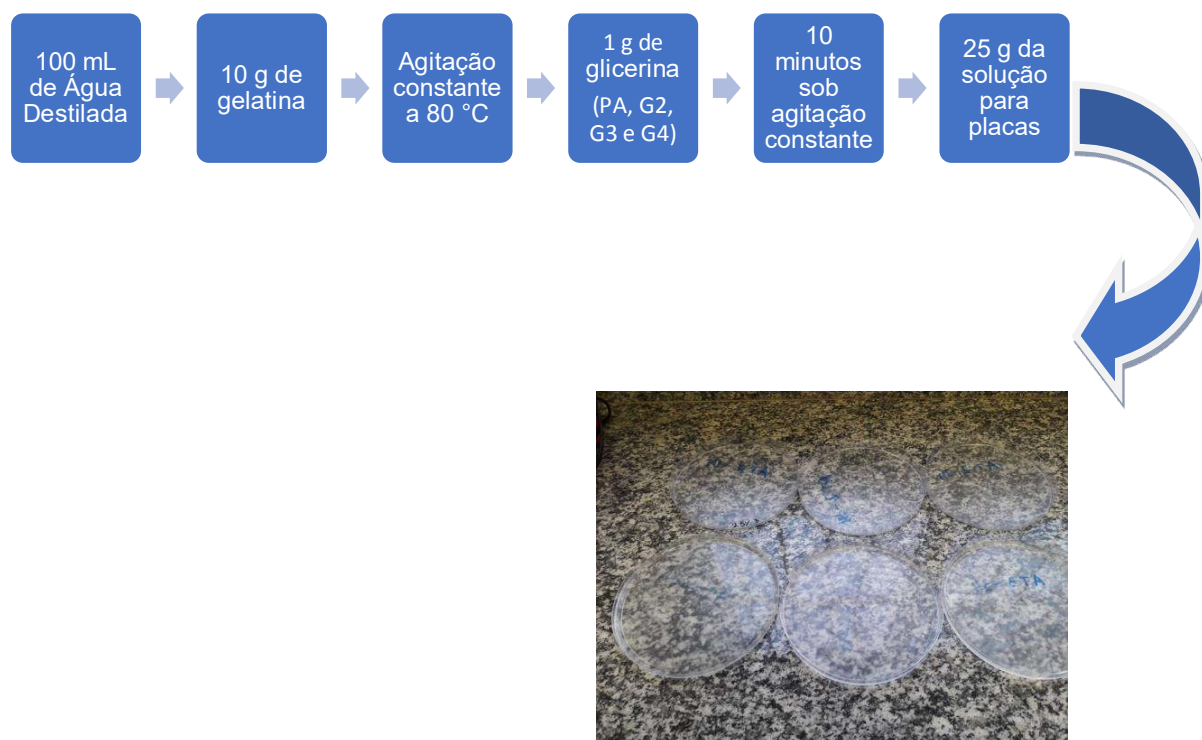 100 mL
de Água
Destilada
10 g de
gelatina
Agitação
constante
a 80 °C
1 g de
glicerina
(PA, G2,
G3 e G4)
10
minutos
sob
agitação
constante
25 g da
solução
para
placas